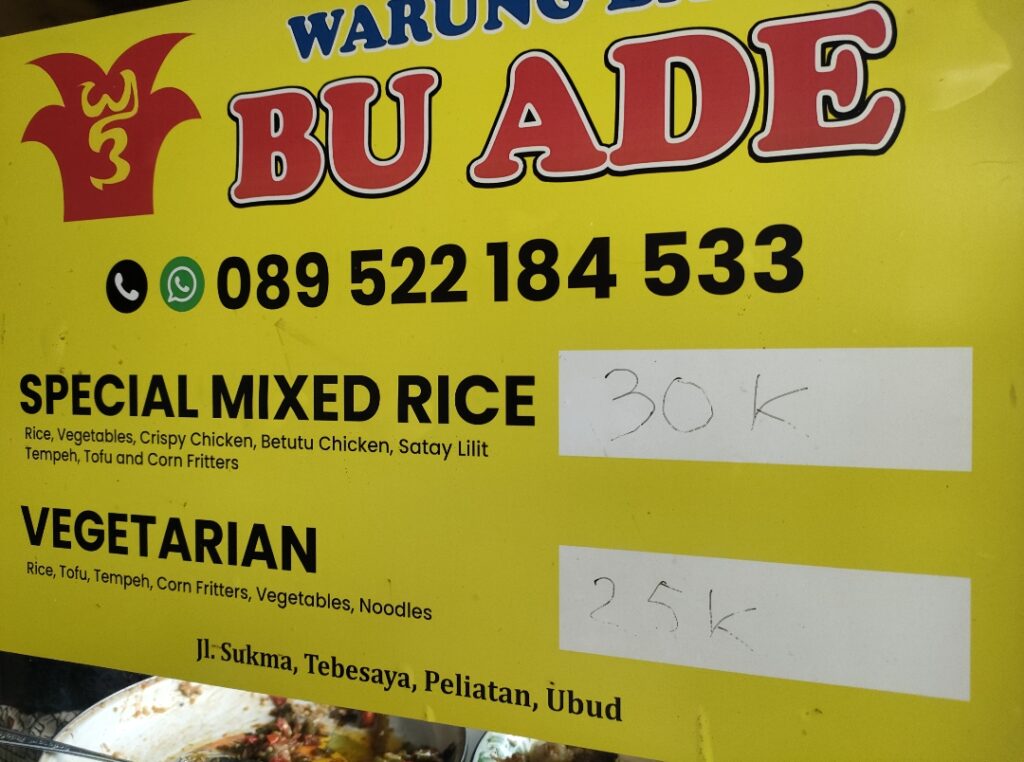 WARUNG
BU ADE
089 522 184 533
SPECIAL MIXED RICE 30K
Rice, Vegetables, Crispy Chicken, Betutu Chicken, Satay Lilit
Tempeh, Tofu and Corn Fritters
VEGETARIAN 25K
Rice, Tofu, Tempeh, Corn Fritters, Vegetables, Noodles
Jl. Sukma, Tebesaya, Peliatan, Ubud